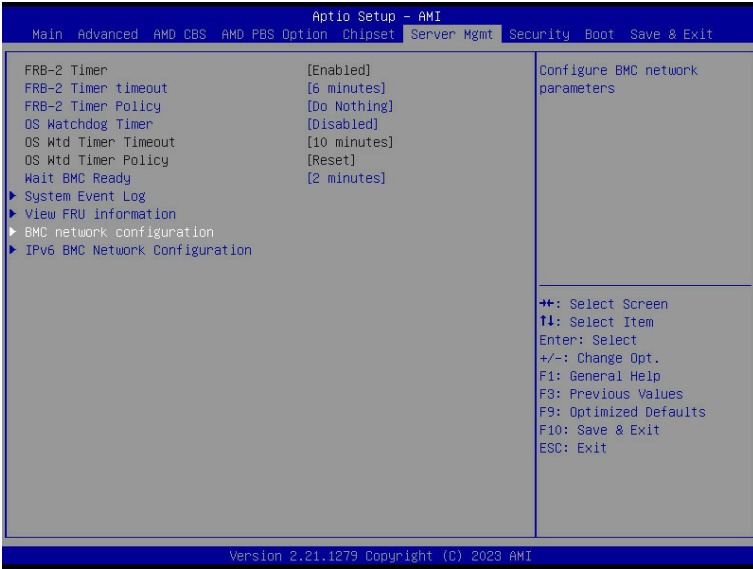 Aptio Setup – AMI
Main Advanced AMD CBS AMD PBS Option Chipset Server Mgmt Security Boot Save & Exit
FRB-2 Timer [Enabled]
FRB-2 Timer timeout [6 minutes]
FRB-2 Timer Policy [Do Nothing]
OS Watchdog Timer [Disabled]
OS Wtd Timer Timeout [10 minutes]
OS Wtd Timer Policy [Reset]
Wait BMC Ready [2 minutes]
System Event Log
View FRU information
BMC network configuration
IPv6 BMC Network Configuration
Configure BMC network
parameters
→←: Select Screen
↑↓: Select Item
Enter: Select
+/-: Change Opt.
F1: General Help
F3: Previous Values
F9: Optimized Defaults
F10: Save & Exit
ESC: Exit
Version 2.21.1279 Copyright (C) 2023 AMI